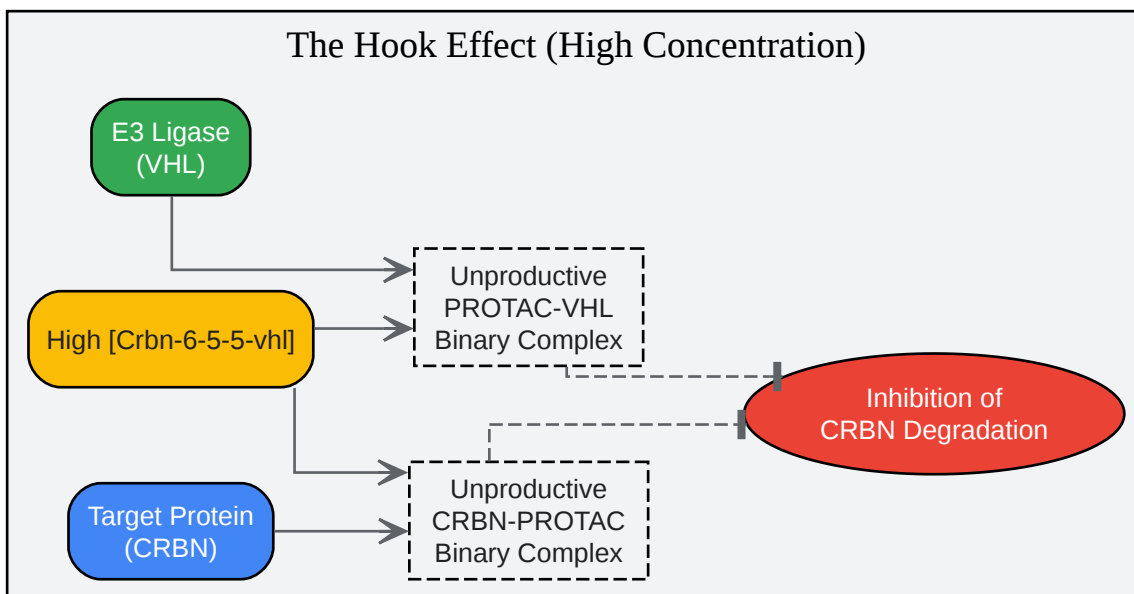 The Hook Effect (High Concentration)
E3 Ligase
(VHL)
Unproductive
PROTAC-VHL
Binary Complex
High [Crbn-6-5-5-vhl]
Inhibition of
CRBN Degradation
Unproductive
CRBN-PROTAC
Binary Complex
Target Protein
(CRBN)